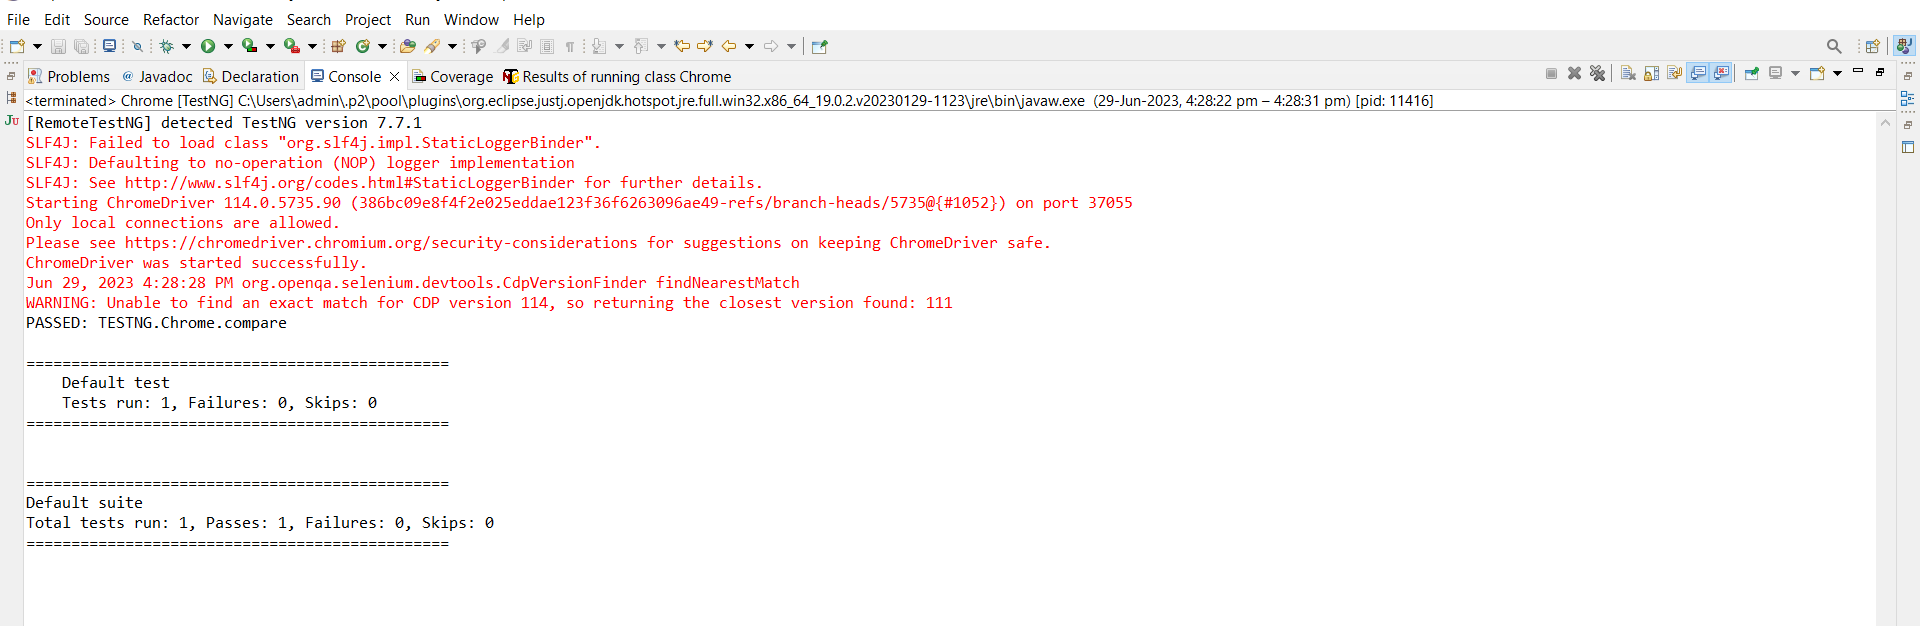 File Edit Source Refactor Navigate Search Project Run Window Help
Problems @ Javadoc Declaration Console Coverage Results of running class Chrome
<terminated> Chrome [TestNG] C:\Users\admin\.p2\pool\plugins\org.eclipse.justj.openjdk.hotspot.jre.full.win32.x86_64_19.0.2.v20230129-1123\jre\bin\javaw.exe (29-Jun-2023, 4:28:22 pm – 4:28:31 pm) [pid: 11416]
[RemoteTestNG] detected TestNG version 7.7.1
SLF4J: Failed to load class "org.slf4j.impl.StaticLoggerBinder".
SLF4J: Defaulting to no-operation (NOP) logger implementation
SLF4J: See http://www.slf4j.org/codes.html#StaticLoggerBinder for further details.
Starting ChromeDriver 114.0.5735.90 (386bc09e8f4f2e025eddae123f36f6263096ae49-refs/branch-heads/5735@{#1052}) on port 37055
Only local connections are allowed.
Please see https://chromedriver.chromium.org/security-considerations for suggestions on keeping ChromeDriver safe.
ChromeDriver was started successfully.
Jun 29, 2023 4:28:28 PM org.openqa.selenium.devtools.CdpVersionFinder findNearestMatch
WARNING: Unable to find an exact match for CDP version 114, so returning the closest version found: 111
PASSED: TESTNG.Chrome.compare
===============================================
Default test
Tests run: 1, Failures: 0, Skips: 0
===============================================
===============================================
Default suite
Total tests run: 1, Passes: 1, Failures: 0, Skips: 0
===============================================